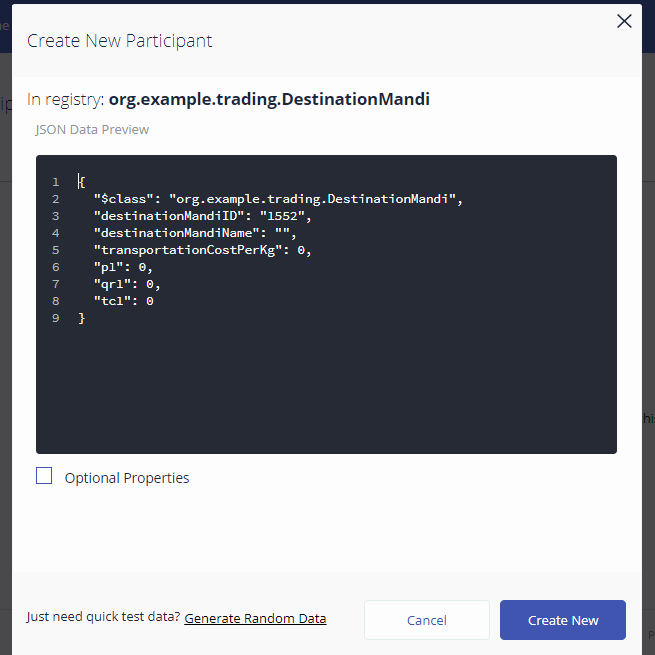 Create New Participant
In registry: org.example.trading.DestinationMandi
JSON Data Preview
1 {
2 "$class": "org.example.trading.DestinationMandi",
3 "destinationMandiID": "1552",
4 "destinationMandiName": "",
5 "transportationCostPerKg": 0,
6 "pl": 0,
7 "qrl": 0,
8 "tcl": 0
9 }
Optional Properties
Just need quick test data? Generate Random Data
Cancel
Create New